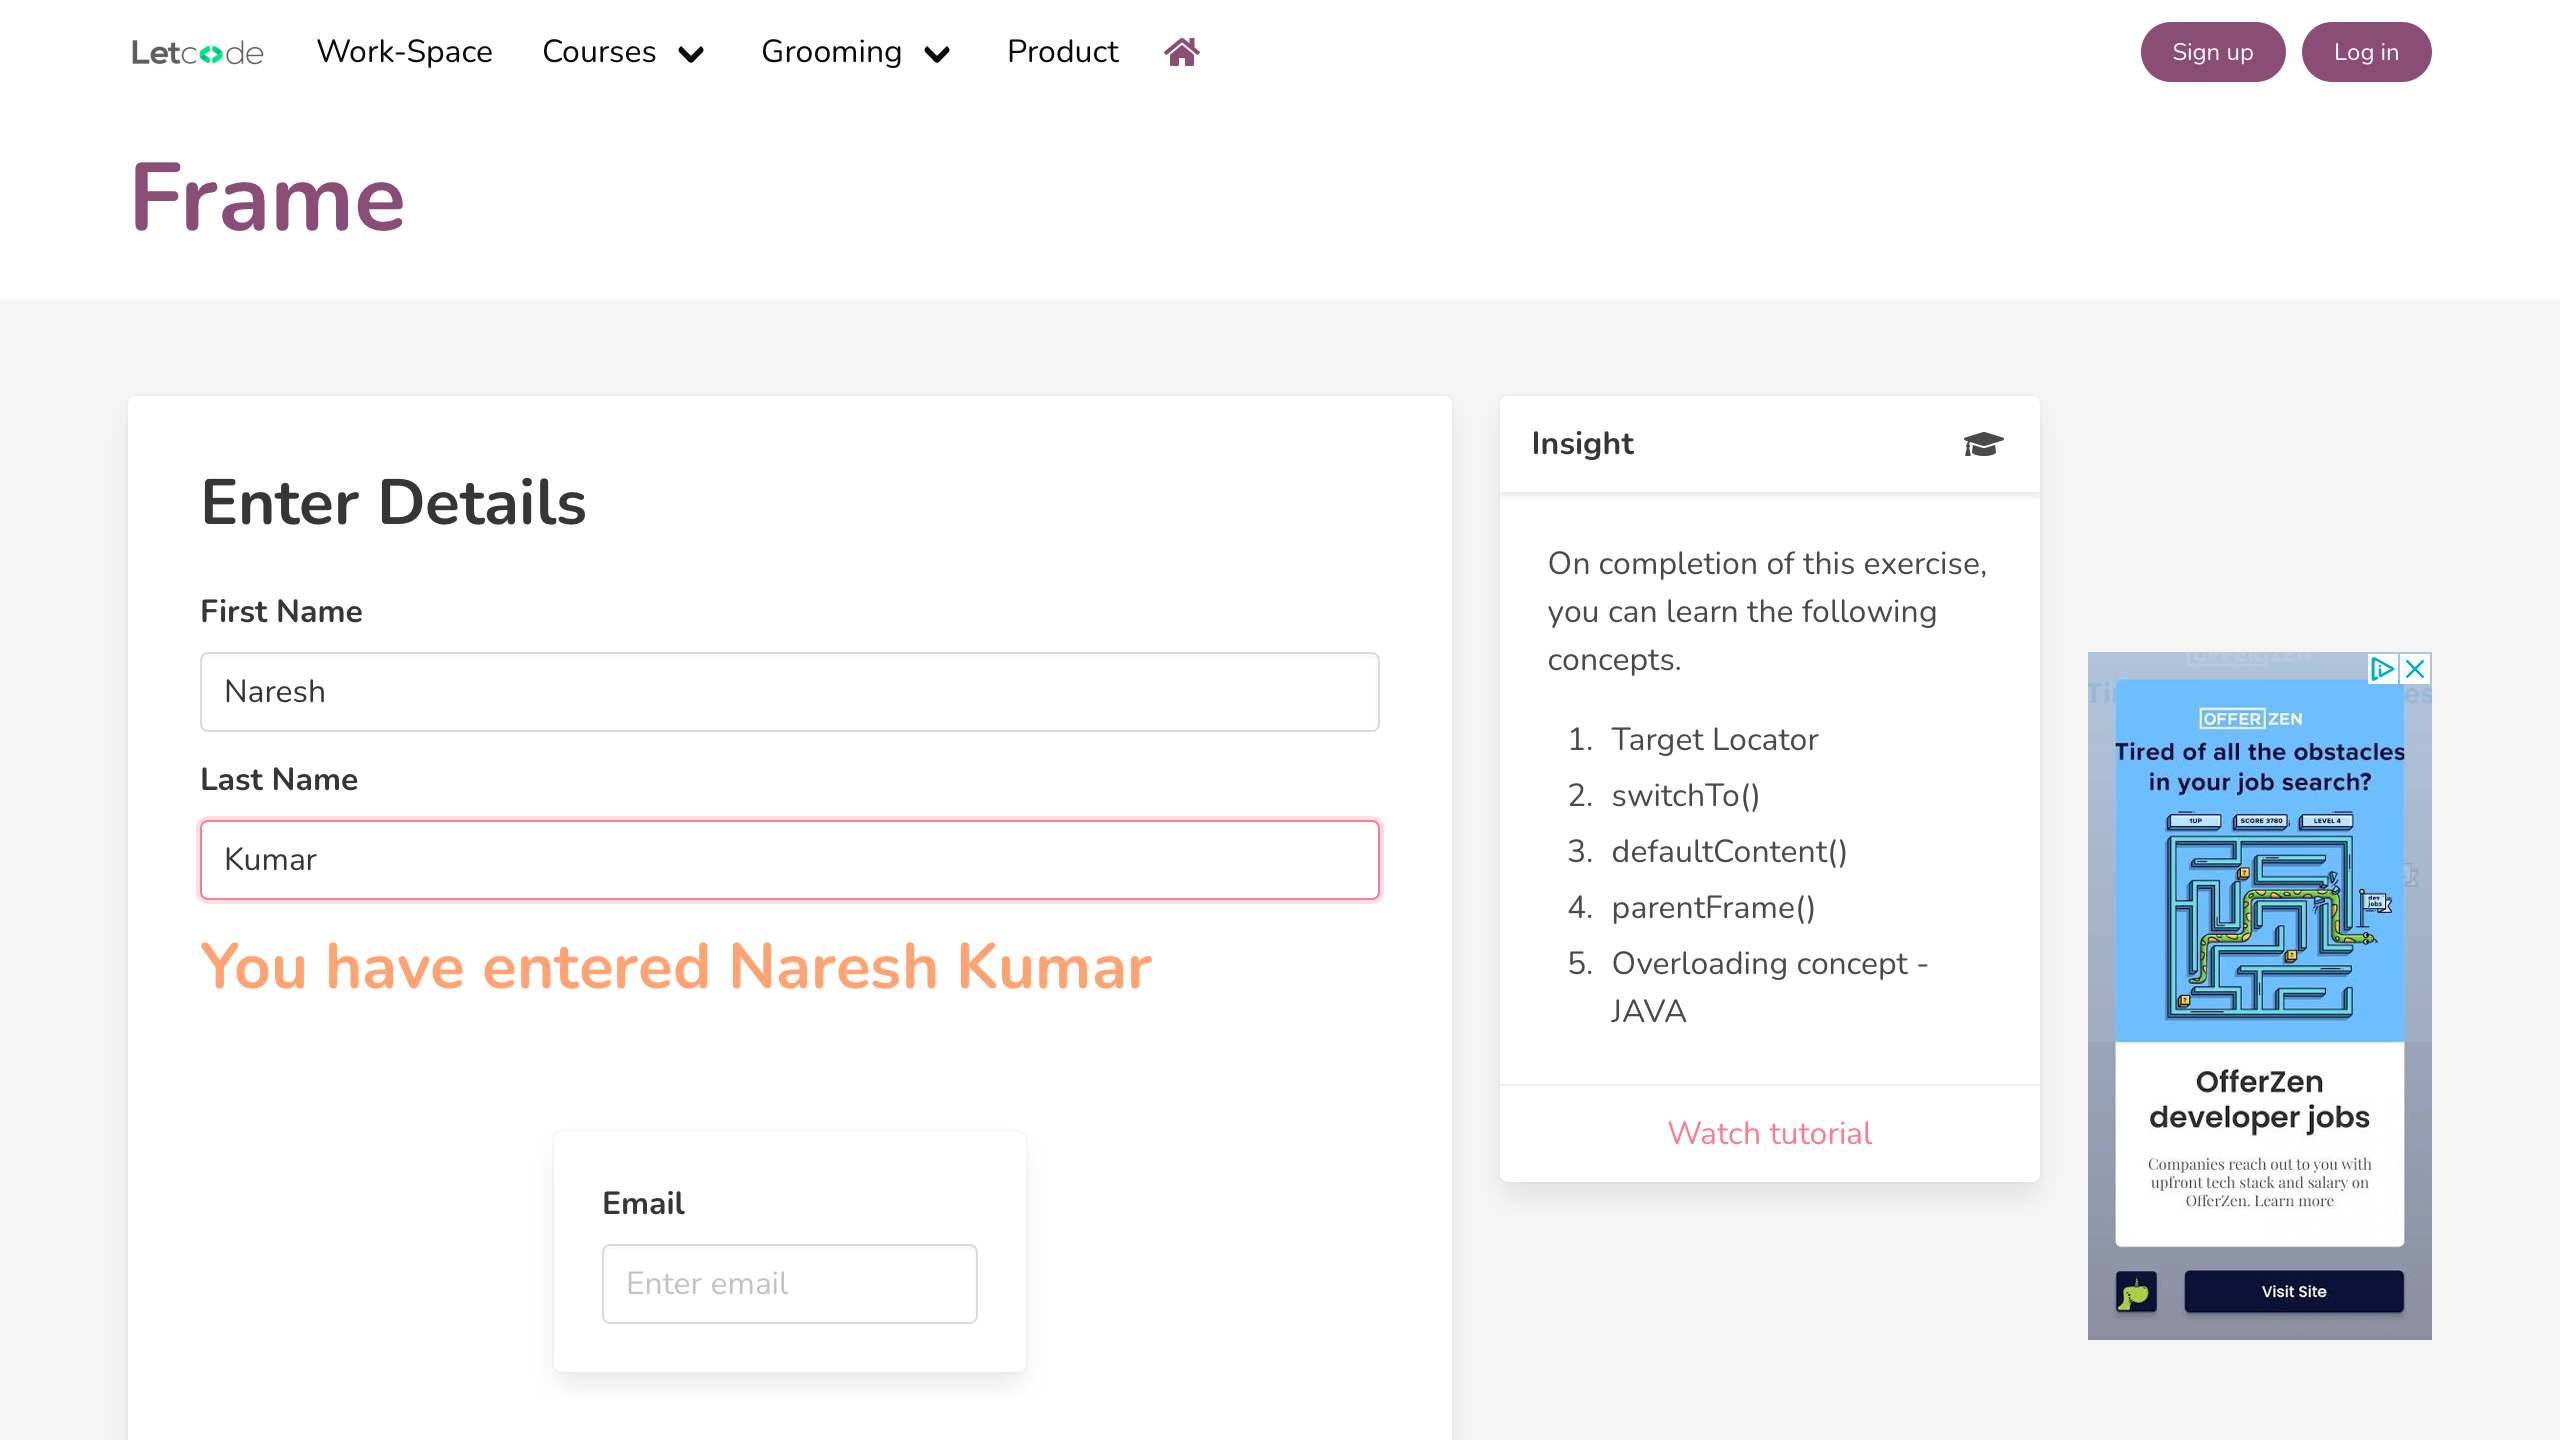 Letcode Work-Space Courses Grooming Product Sign up Log in
Frame
Enter Details
First Name
Naresh
Last Name
Kumar
You have entered Naresh Kumar
Email
Enter email
Insight
On completion of this exercise,
you can learn the following
concepts.
1. Target Locator
2. switchTo()
3. defaultContent()
4. parentFrame()
5. Overloading concept -
JAVA
Watch tutorial
OFFER ZEN
Tired of all the obstacles
in your job search?
1UP SCORE 3780 LEVEL 4
dev
jobs
OfferZen
developer jobs
Companies reach out to you with
upfront tech stack and salary on
OfferZen. Learn more
Visit Site